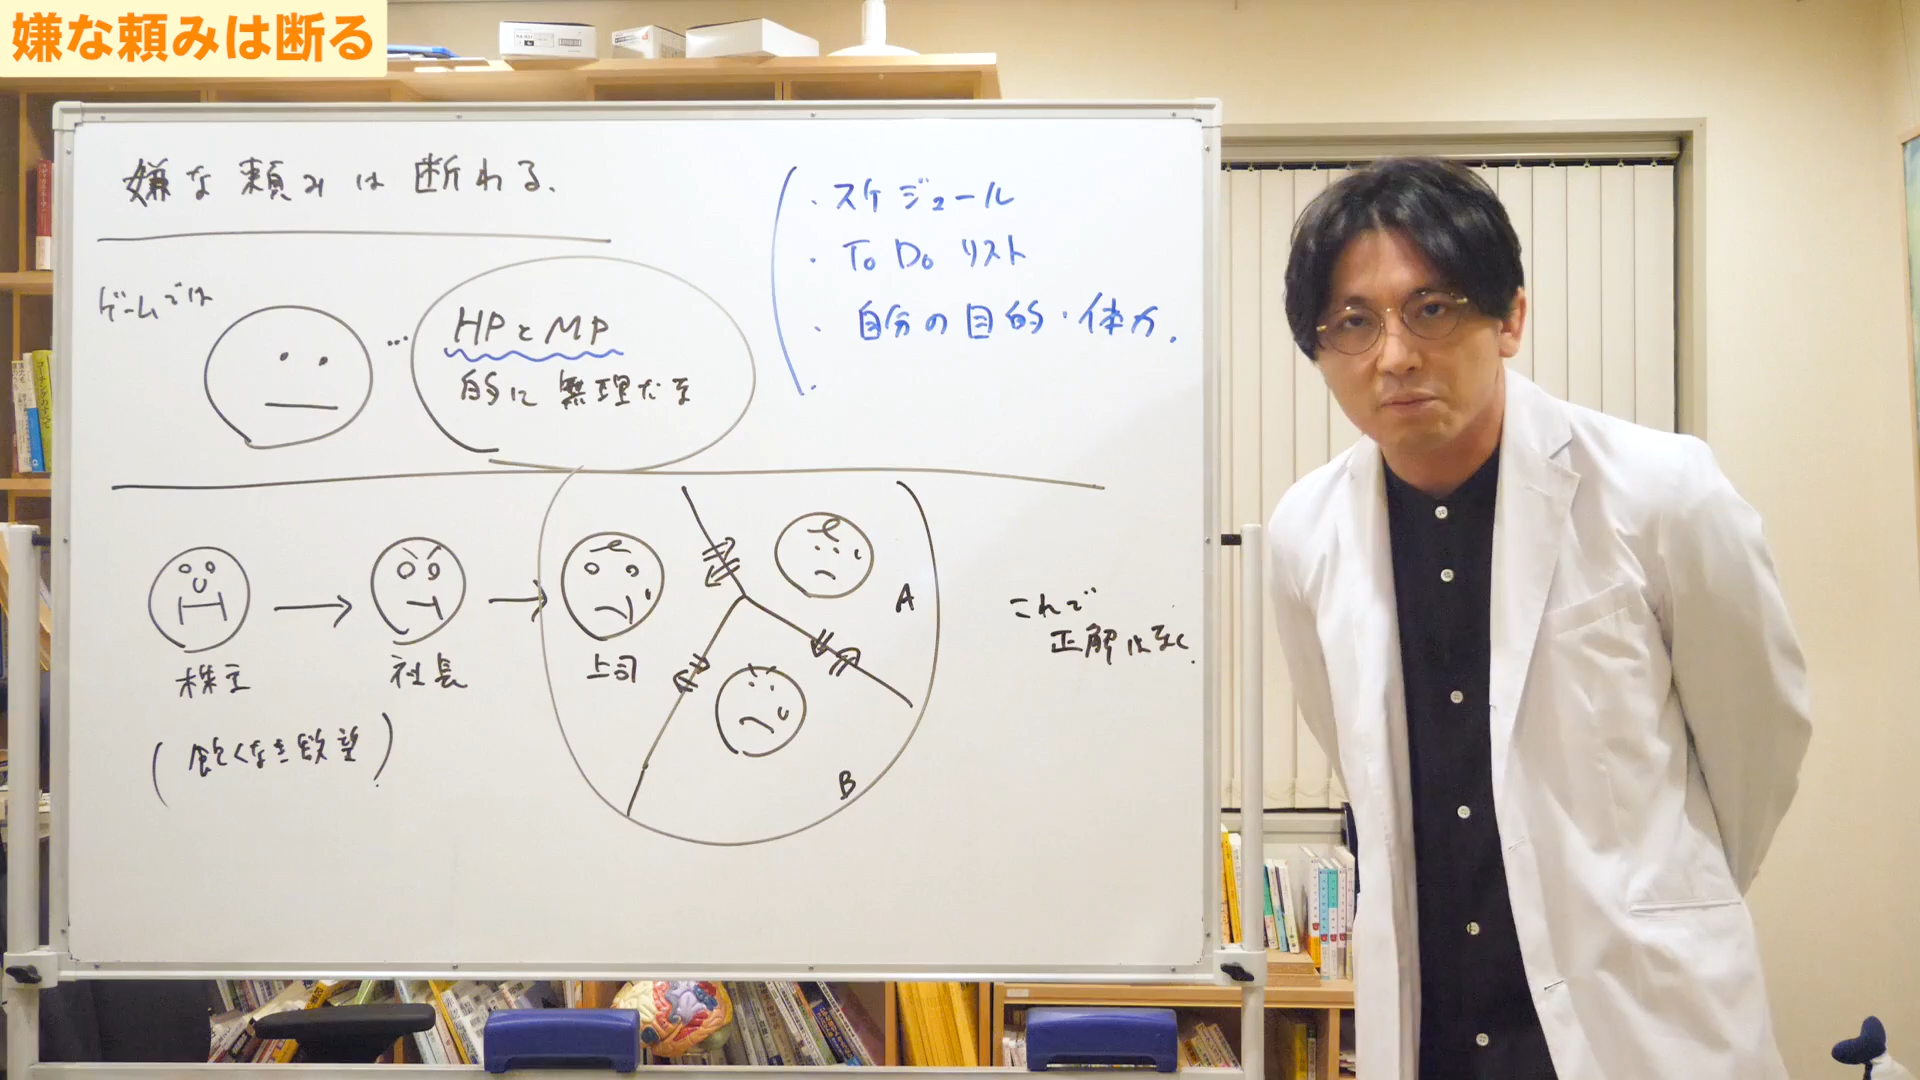 嫌な頼みは断る
嫌な頼みは断わる.
・スケジュール
・To Do リスト
・自分の目的・体力.
ゲームでは
…
HPとMP
的に無理だな
株主
社長
上司
A
B
(飽くなき欲望)
これで
正解はなく.